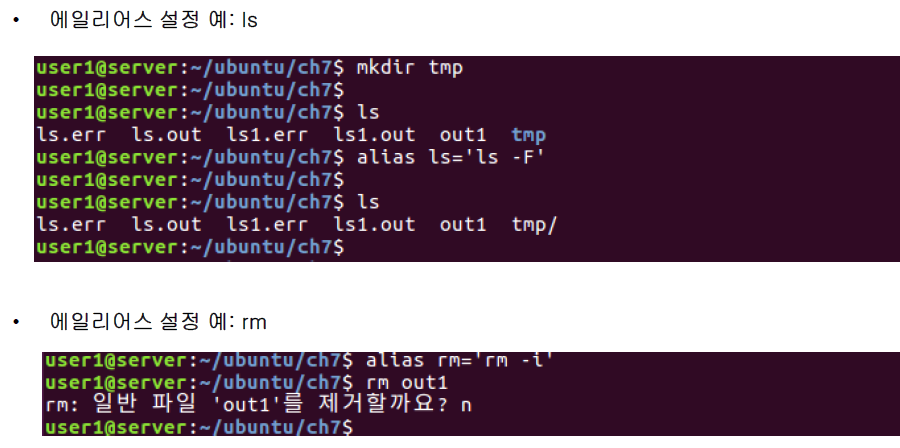 • 에일리어스 설정 예: ls
user1@server:~/ubuntu/ch7$ mkdir tmp
user1@server:~/ubuntu/ch7$
user1@server:~/ubuntu/ch7$ ls
ls.err  ls.out  ls1.err  ls1.out  out1  tmp
user1@server:~/ubuntu/ch7$ alias ls='ls -F'
user1@server:~/ubuntu/ch7$
user1@server:~/ubuntu/ch7$ ls
ls.err  ls.out  ls1.err  ls1.out  out1  tmp/
user1@server:~/ubuntu/ch7$
• 에일리어스 설정 예: rm
user1@server:~/ubuntu/ch7$ alias rm='rm -i'
user1@server:~/ubuntu/ch7$ rm out1
rm: 일반 파일 'out1'를 제거할까요? n
user1@server:~/ubuntu/ch7$